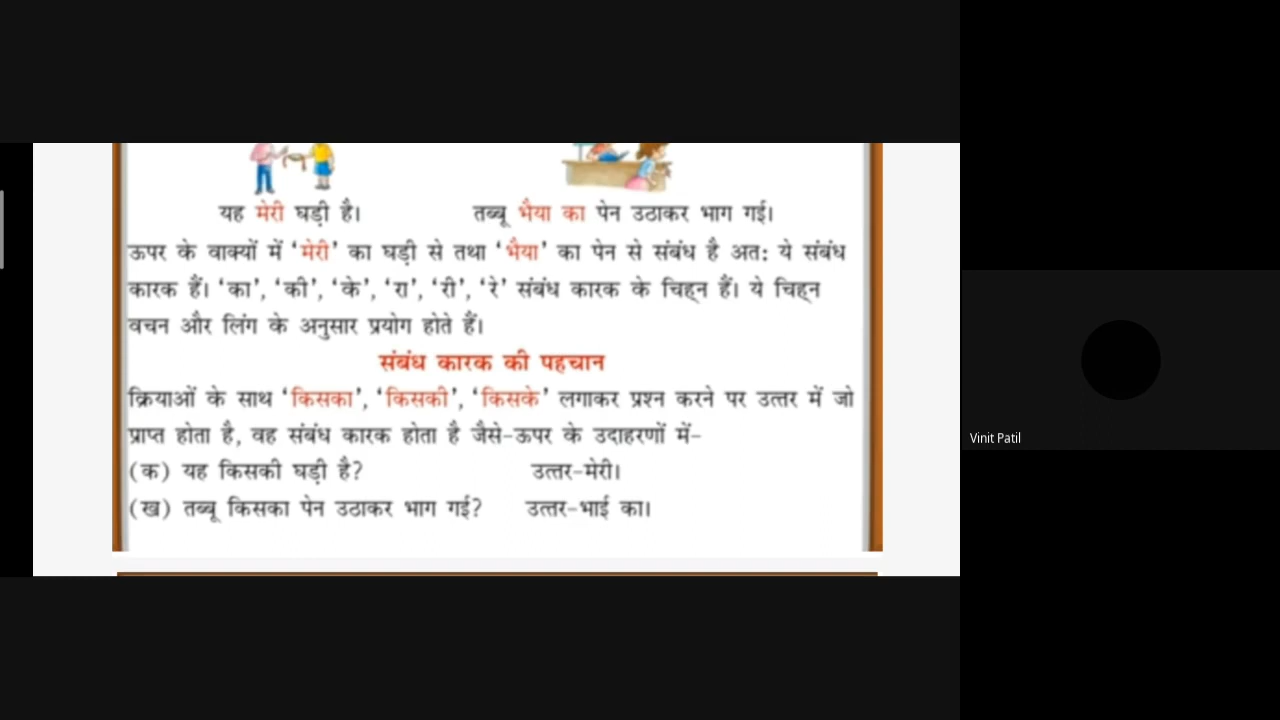 यह मेरी घड़ी है।
तब्बू भैया का पेन उठाकर भाग गई।
ऊपर के वाक्यों में ‘मेरी’ का घड़ी से तथा ‘भैया’ का पेन से संबंध है अतः ये संबंध
कारक हैं। ‘का’, ‘की’, ‘के’, ‘रा’, ‘री’, ‘रे’ संबंध कारक के चिह्न हैं। ये चिह्न
वचन और लिंग के अनुसार प्रयोग होते हैं।
संबंध कारक की पहचान
क्रियाओं के साथ ‘किसका’, ‘किसकी’, ‘किसके’ लगाकर प्रश्न करने पर उत्तर में जो
प्राप्त होता है, वह संबंध कारक होता है जैसे-ऊपर के उदाहरणों में-
(क) यह किसकी घड़ी है? उत्तर-मेरी।
(ख) तब्बू किसका पेन उठाकर भाग गई? उत्तर-भाई का।
Vinit Patil